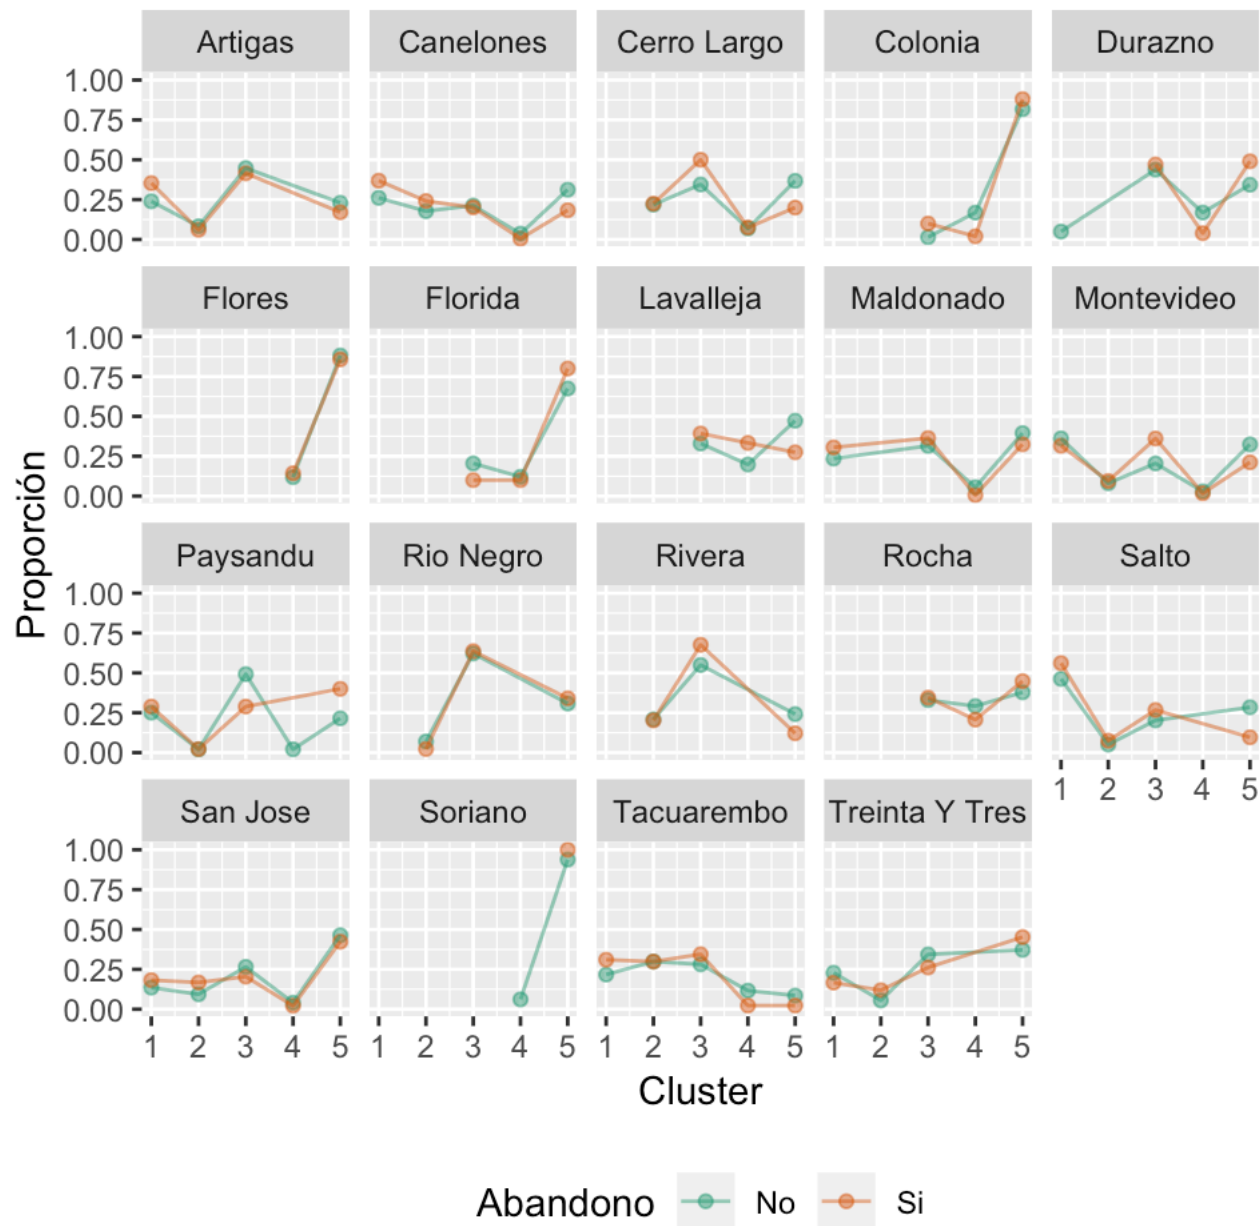 Artigas Canelones Cerro Largo Colonia Durazno
1.00
0.75
0.50
0.25
0.00
Flores Florida Lavalleja Maldonado Montevideo
1.00
0.75
0.50
0.25
0.00
Paysandu Rio Negro Rivera Rocha Salto
1.00
0.75
0.50
0.25
0.00
1 2 3 4 5
San Jose Soriano Tacuarembo Treinta Y Tres
1.00
0.75
0.50
0.25
0.00
1 2 3 4 5 1 2 3 4 5 1 2 3 4 5 1 2 3 4 5
Proporción
Cluster
Abandono No Si